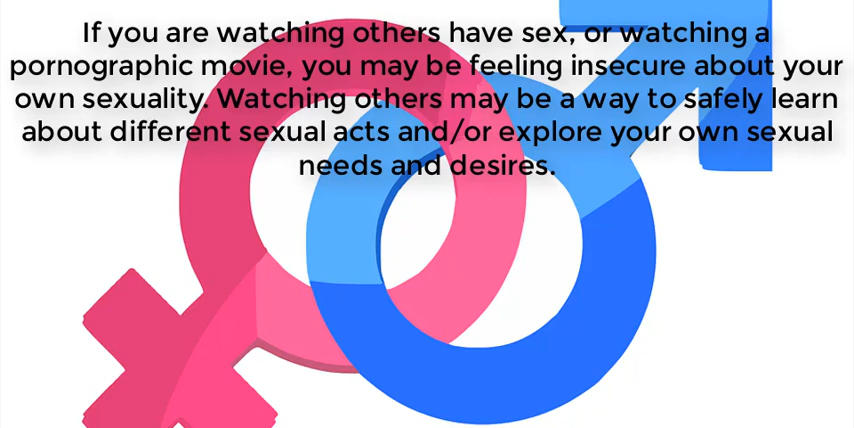 If you are watching others have sex, or watching a
pornographic movie, you may be feeling insecure about your
own sexuality. Watching others may be a way to safely learn
about different sexual acts and/or explore your own sexual
needs and desires.